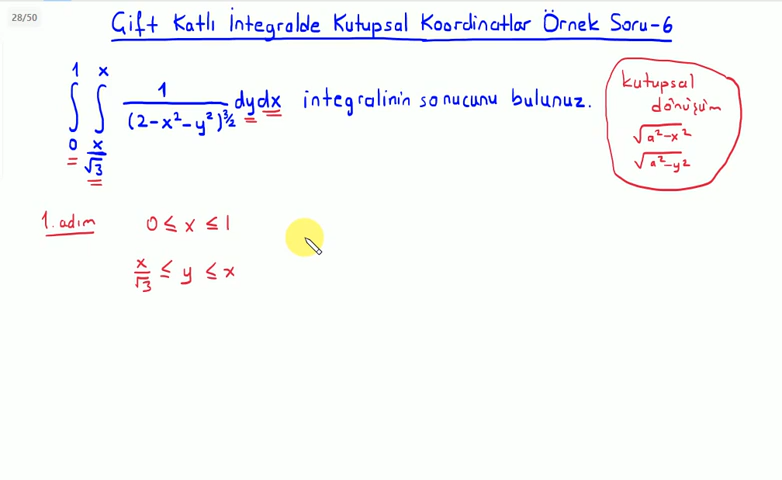 28/50
Çift Katlı İntegralde Kutupsal Koordinatlar Örnek Soru-6
∫₀¹ ∫_{x/√3}^{x} 1/(2-x²-y²)^{3/2} dydx integralinin sonucunu bulunuz.
kutupsal
dönüşüm
√(a²-x²)
√(a²-y²)
1. adım 0 ≤ x ≤ 1
x/√3 ≤ y ≤ x